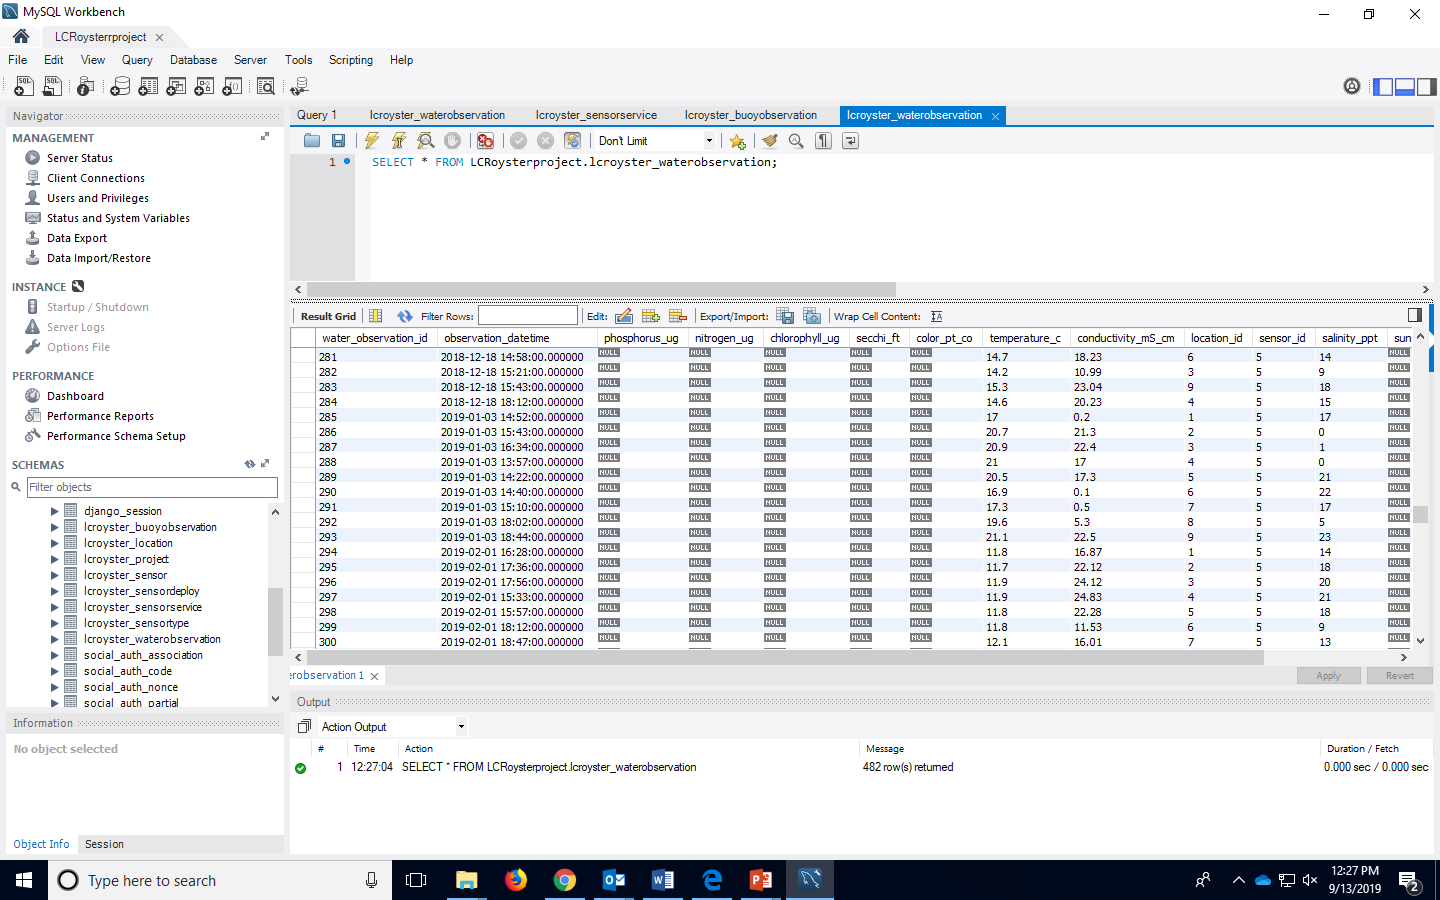 MySQL Workbench
LCRoysterrproject
File Edit View Query Database Server Tools Scripting Help
Navigator
MANAGEMENT
Server Status
Client Connections
Users and Privileges
Status and System Variables
Data Export
Data Import/Restore
INSTANCE
Startup / Shutdown
Server Logs
Options File
PERFORMANCE
Dashboard
Performance Reports
Performance Schema Setup
SCHEMAS
Filter objects
django_session
lcroyster_buoyobservation
lcroyster_location
lcroyster_project
lcroyster_sensor
lcroyster_sensordeploy
lcroyster_sensorservice
lcroyster_sensortype
lcroyster_waterobservation
social_auth_association
social_auth_code
social_auth_nonce
social_auth_partial
Information
No object selected
Object Info Session
Query 1 lcroyster_waterobservation lcroyster_sensorservice lcroyster_buoyobservation lcroyster_waterobservation
Don't Limit
1 SELECT * FROM LCRoysterproject.lcroyster_waterobservation;
Result Grid Filter Rows: Edit: Export/Import: Wrap Cell Content:
water_observation_id observation_datetime phosphorus_ug nitrogen_ug chlorophyll_ug secchi_ft color_pt_co temperature_c conductivity_mS_cm location_id sensor_id salinity_ppt sun
281 2018-12-18 14:58:00.000000 NULL NULL NULL NULL NULL 14.7 18.23 6 5 14 NULL
282 2018-12-18 15:21:00.000000 NULL NULL NULL NULL NULL 14.2 10.99 3 5 9 NULL
283 2018-12-18 15:43:00.000000 NULL NULL NULL NULL NULL 15.3 23.04 9 5 18 NULL
284 2018-12-18 18:12:00.000000 NULL NULL NULL NULL NULL 14.6 20.23 4 5 15 NULL
285 2019-01-03 14:52:00.000000 NULL NULL NULL NULL NULL 17 0.2 1 5 17 NULL
286 2019-01-03 15:43:00.000000 NULL NULL NULL NULL NULL 20.7 21.3 2 5 0 NULL
287 2019-01-03 16:34:00.000000 NULL NULL NULL NULL NULL 20.9 22.4 3 5 1 NULL
288 2019-01-03 13:57:00.000000 NULL NULL NULL NULL NULL 21 17 4 5 0 NULL
289 2019-01-03 14:22:00.000000 NULL NULL NULL NULL NULL 20.5 17.3 5 5 21 NULL
290 2019-01-03 14:40:00.000000 NULL NULL NULL NULL NULL 16.9 0.1 6 5 22 NULL
291 2019-01-03 15:10:00.000000 NULL NULL NULL NULL NULL 17.3 0.5 7 5 17 NULL
292 2019-01-03 18:02:00.000000 NULL NULL NULL NULL NULL 19.6 5.3 8 5 5 NULL
293 2019-01-03 18:44:00.000000 NULL NULL NULL NULL NULL 21.1 22.5 9 5 23 NULL
294 2019-02-01 16:28:00.000000 NULL NULL NULL NULL NULL 11.8 16.87 1 5 14 NULL
295 2019-02-01 17:36:00.000000 NULL NULL NULL NULL NULL 11.7 22.12 2 5 18 NULL
296 2019-02-01 17:56:00.000000 NULL NULL NULL NULL NULL 11.9 24.12 3 5 20 NULL
297 2019-02-01 15:33:00.000000 NULL NULL NULL NULL NULL 11.9 24.83 4 5 21 NULL
298 2019-02-01 15:57:00.000000 NULL NULL NULL NULL NULL 11.8 22.28 5 5 18 NULL
299 2019-02-01 18:12:00.000000 NULL NULL NULL NULL NULL 11.8 11.53 6 5 9 NULL
300 2019-02-01 18:47:00.000000 NULL NULL NULL NULL NULL 12.1 16.01 7 5 13 NULL
erobservation 1 Apply Revert
Output
Action Output
# Time Action Message Duration / Fetch
1 12:27:04 SELECT * FROM LCRoysterproject.lcroyster_waterobservation 482 row(s) returned 0.000 sec / 0.000 sec
Type here to search
12:27 PM
9/13/2019
2